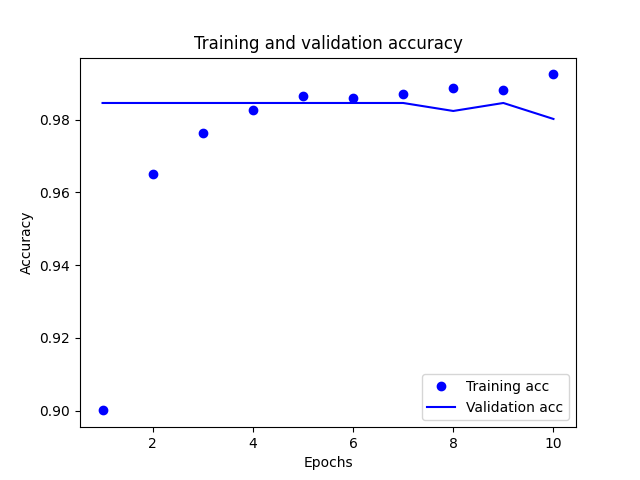 Training and validation accuracy
Accuracy
0.98
0.96
0.94
0.92
0.90
2 4 6 8 10
Epochs
Training acc
Validation acc